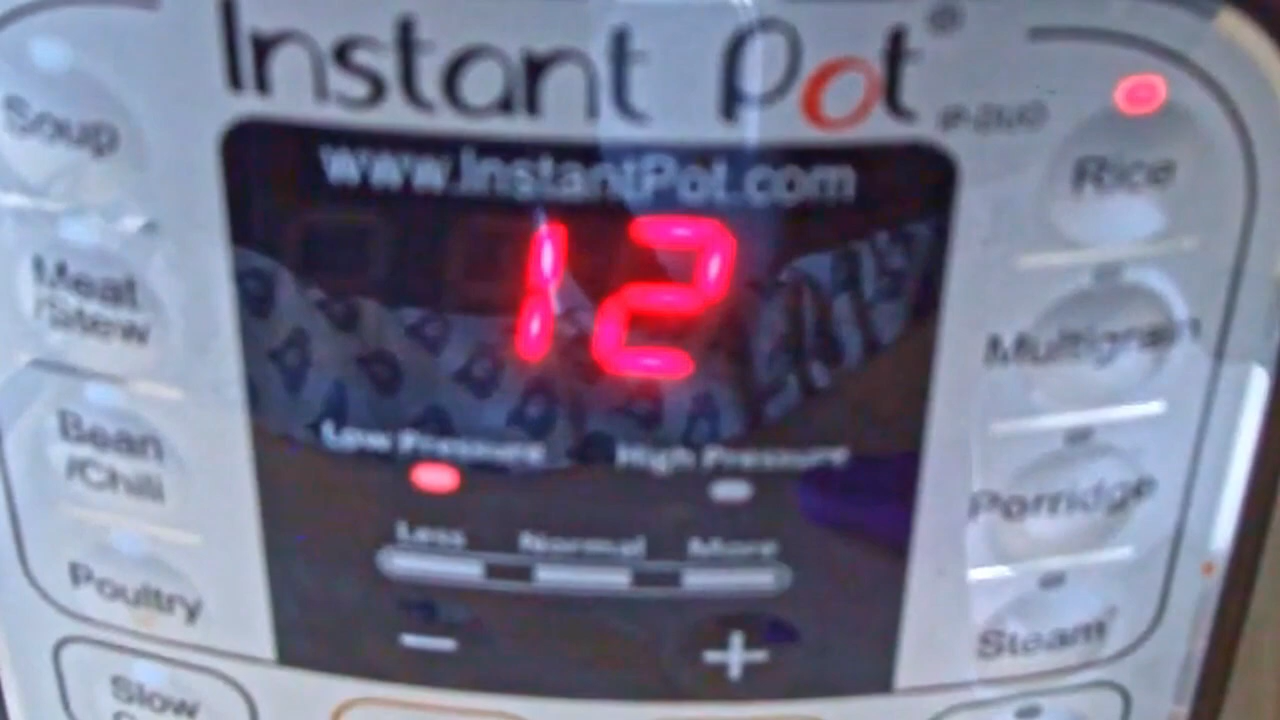 Instant Pot®
IP-DUO
www.InstantPot.com
12
Low Pressure High Pressure
Less Normal More
− +
Soup
Meat
/Stew
Bean
/Chili
Poultry
Slow
Rice
Multigrain
Porridge
Steam